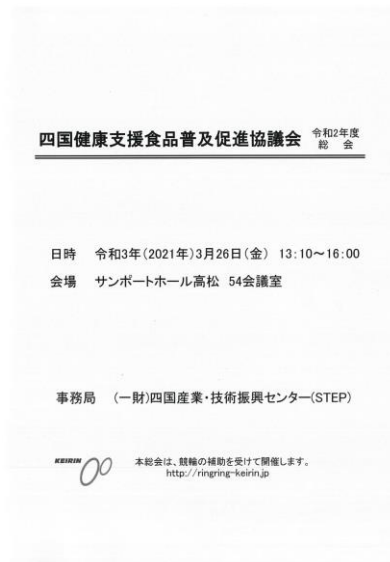 四国健康支援食品普及促進協議会 令和2年度
総 会
日時 令和3年(2021年)3月26日(金) 13:10~16:00
会場 サンポートホール高松 54会議室
事務局 (一財)四国産業・技術振興センター(STEP)
KEIRIN
本総会は、競輪の補助を受けて開催します。
http://ringring-keirin.jp